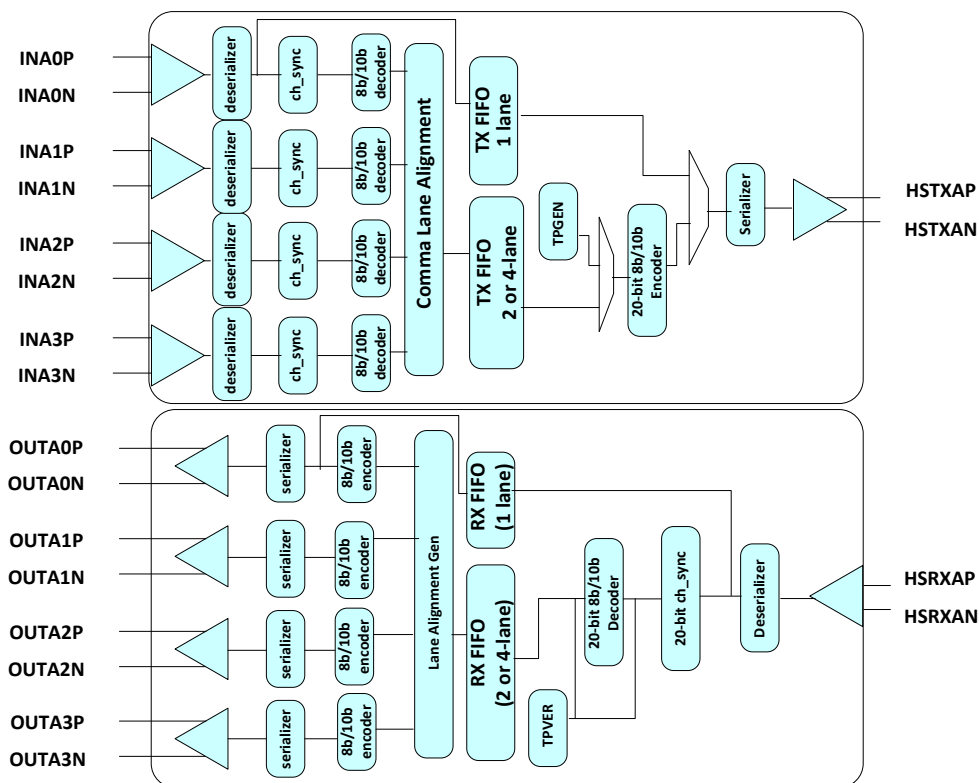 INA0P
INA0N
deserializer
ch_sync
8b/10b
decoder
INA1P
INA1N
deserializer
ch_sync
8b/10b
decoder
INA2P
INA2N
deserializer
ch_sync
8b/10b
decoder
INA3P
INA3N
deserializer
ch_sync
8b/10b
decoder
Comma Lane Alignment
TX FIFO
1 lane
TX FIFO
2 or 4-lane
TPGEN
20-bit 8b/10b
Encoder
Serializer
HSTXAP
HSTXAN
OUTA0P
OUTA0N
serializer
8b/10b
encoder
OUTA1P
OUTA1N
serializer
8b/10b
encoder
OUTA2P
OUTA2N
serializer
8b/10b
encoder
OUTA3P
OUTA3N
serializer
8b/10b
encoder
Lane Alignment Gen
RX FIFO
(1 lane)
RX FIFO
(2 or 4-lane)
TPVER
20-bit 8b/10b
Decoder
20-bit ch_sync
Deserializer
HSRXAP
HSRXAN